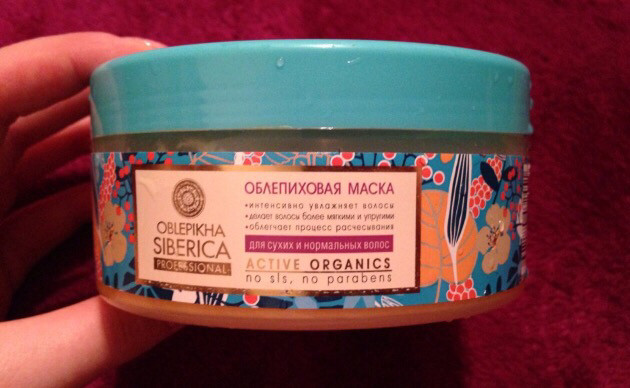 OBLEPIKHA
SIBERICA
PROFESSIONAL
ОБЛЕПИХОВАЯ МАСКА
•интенсивно увлажняет волосы
•делает волосы более мягкими и упругими
•облегчает процесс расчесывания
для сухих и нормальных волос
ACTIVE ORGANICS
no sls, no parabens